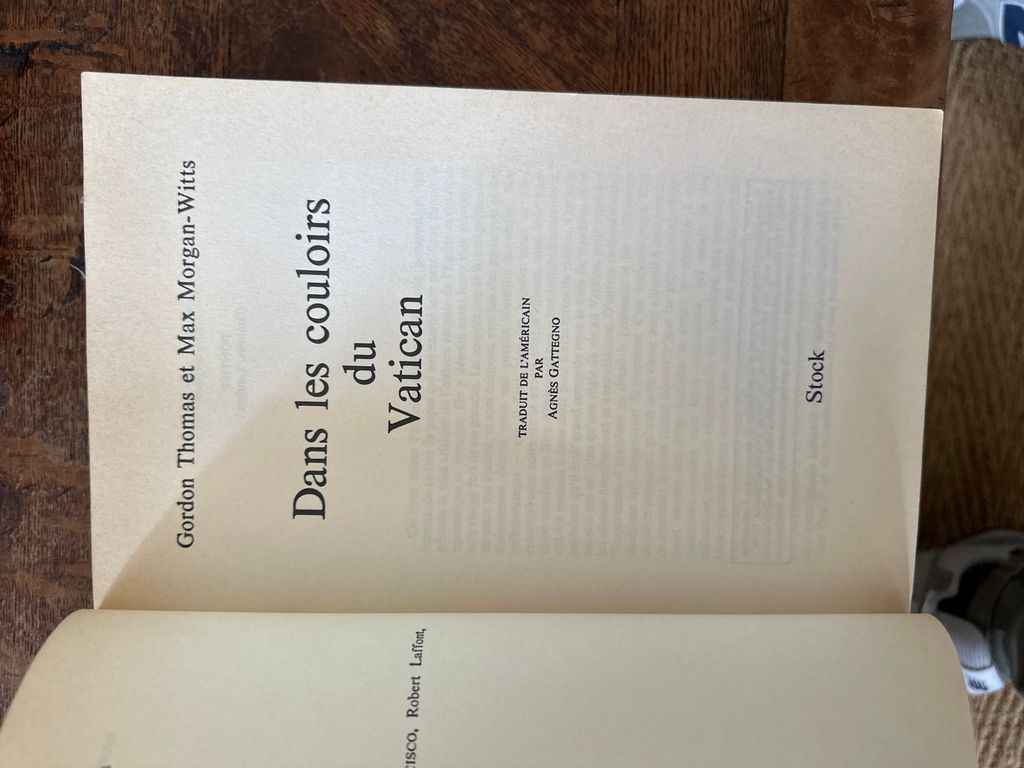 Gordon Thomas et Max Morgan-Witts
Dans les couloirs
du
Vatican
TRADUIT DE L'AMÉRICAIN
PAR
AGNÈS GATTEGNO
Stock
CISCO, Robert Laffont,